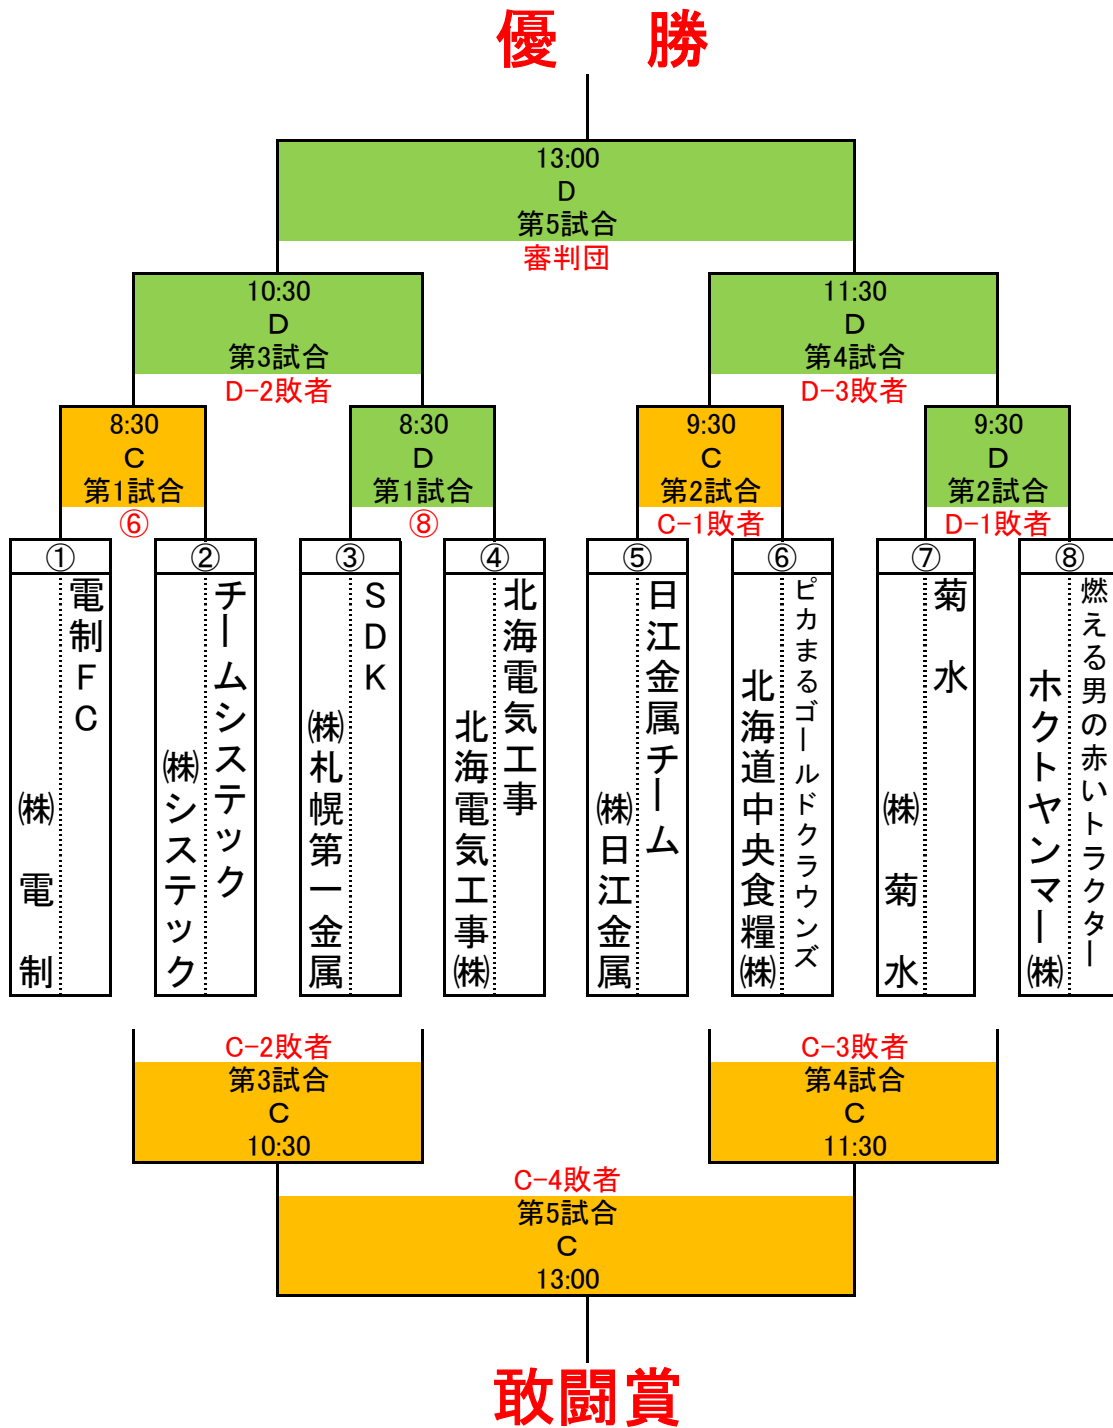 優 勝
13:00
D
第5試合
審判団
10:30
D
第3試合
D-2敗者
11:30
D
第4試合
D-3敗者
8:30
C
第1試合
⑥
8:30
D
第1試合
⑧
9:30
C
第2試合
C-1敗者
9:30
D
第2試合
D-1敗者
①
電制FC
㈱電制
②
チームシステック
㈱システック
③
SDK
㈱札幌第一金属
④
北海電気工事
北海電気工事㈱
⑤
日江金属チーム
㈱日江金属
⑥
ピカまるゴールドクラウンズ
北海道中央食糧㈱
⑦
菊水
㈱菊水
⑧
燃える男の赤いトラクター
ホクトヤンマー㈱
C-2敗者
第3試合
C
10:30
C-3敗者
第4試合
C
11:30
C-4敗者
第5試合
C
13:00
敢闘賞